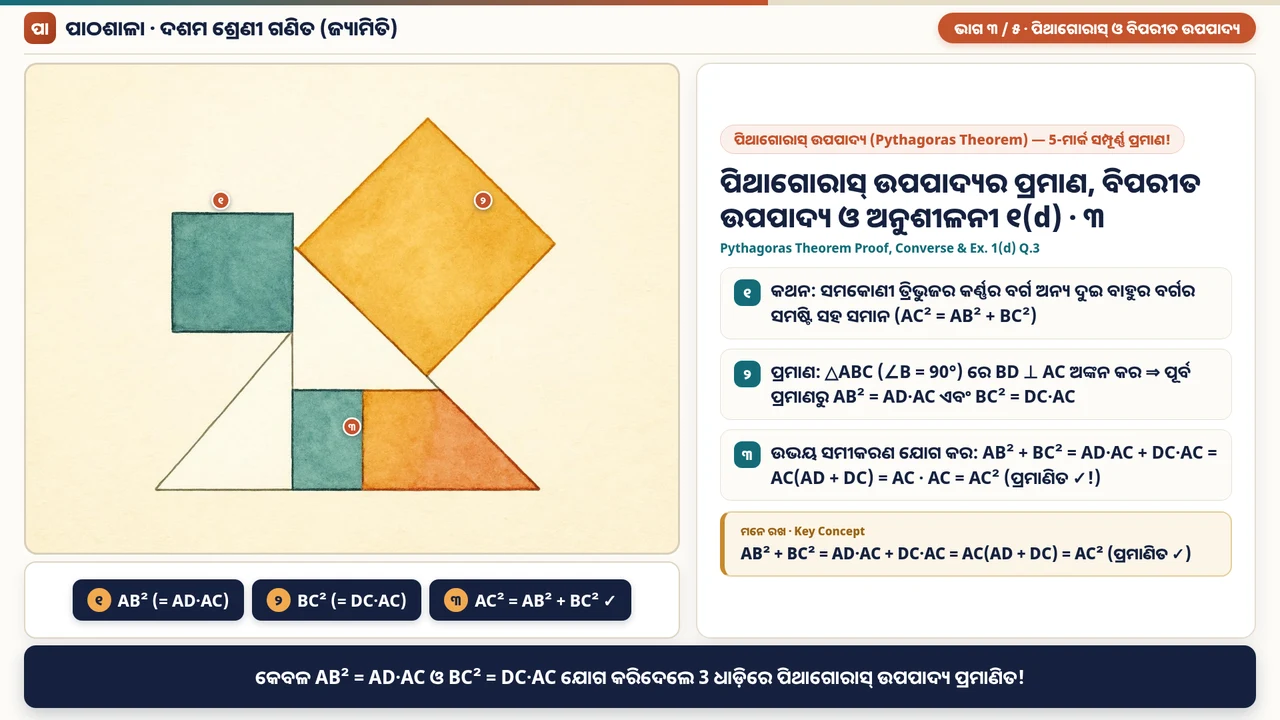 ପା ପାଠଶାଳା · ଦଶମ ଶ୍ରେଣୀ ଗଣିତ (ଜ୍ୟାମିତି)
ଭାଗ ୩ / ୫ · ପିଥାଗୋରାସ୍ ଓ ବିପରୀତ ଉପପାଦ୍ୟ
୧
୨
୩
୧ AB² (= AD·AC)
୨ BC² (= DC·AC)
୩ AC² = AB² + BC² ✓
ପିଥାଗୋରାସ୍ ଉପପାଦ୍ୟ (Pythagoras Theorem) — 5-ମାର୍କ ସମ୍ପୂର୍ଣ୍ଣ ପ୍ରମାଣ!
ପିଥାଗୋରାସ୍ ଉପପାଦ୍ୟର ପ୍ରମାଣ, ବିପରୀତ
ଉପପାଦ୍ୟ ଓ ଅନୁଶୀଳନୀ ୧(d) · ୩
Pythagoras Theorem Proof, Converse & Ex. 1(d) Q.3
୧ କଥନ: ସମକୋଣୀ ତ୍ରିଭୁଜର କର୍ଣ୍ଣର ବର୍ଗ ଅନ୍ୟ ଦୁଇ ବାହୁର ବର୍ଗର
ସମଷ୍ଟି ସହ ସମାନ (AC² = AB² + BC²)
୨ ପ୍ରମାଣ: △ABC (∠B = 90°) ରେ BD ⊥ AC ଅଙ୍କନ କର ⇒ ପୂର୍ବ
ପ୍ରମାଣରୁ AB² = AD·AC ଏବଂ BC² = DC·AC
୩ ଉଭୟ ସମୀକରଣ ଯୋଗ କର: AB² + BC² = AD·AC + DC·AC =
AC(AD + DC) = AC · AC = AC² (ପ୍ରମାଣିତ ✓!)
ମନେ ରଖ · Key Concept
AB² + BC² = AD·AC + DC·AC = AC(AD + DC) = AC² (ପ୍ରମାଣିତ ✓)
କେବଳ AB² = AD·AC ଓ BC² = DC·AC ଯୋଗ କରିଦେଲେ 3 ଧାଡ଼ିରେ ପିଥାଗୋରାସ୍ ଉପପାଦ୍ୟ ପ୍ରମାଣିତ!